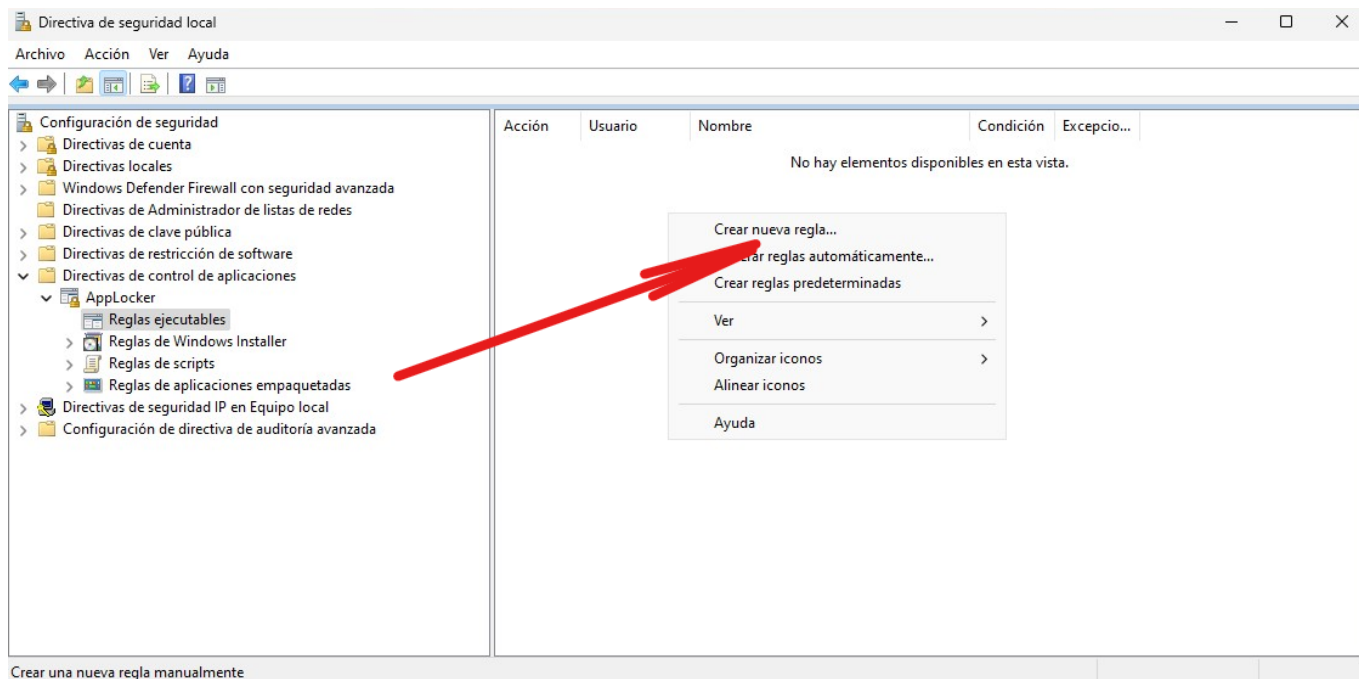 Directiva de seguridad local
Archivo Acción Ver Ayuda
Configuración de seguridad
Directivas de cuenta
Directivas locales
Windows Defender Firewall con seguridad avanzada
Directivas de Administrador de listas de redes
Directivas de clave pública
Directivas de restricción de software
Directivas de control de aplicaciones
AppLocker
Reglas ejecutables
Reglas de Windows Installer
Reglas de scripts
Reglas de aplicaciones empaquetadas
Directivas de seguridad IP en Equipo local
Configuración de directiva de auditoría avanzada
Acción Usuario Nombre Condición Excepcio...
No hay elementos disponibles en esta vista.
Crear nueva regla...
reglas automáticamente...
Crear reglas predeterminadas
Ver
Organizar iconos
Alinear iconos
Ayuda
Crear una nueva regla manualmente